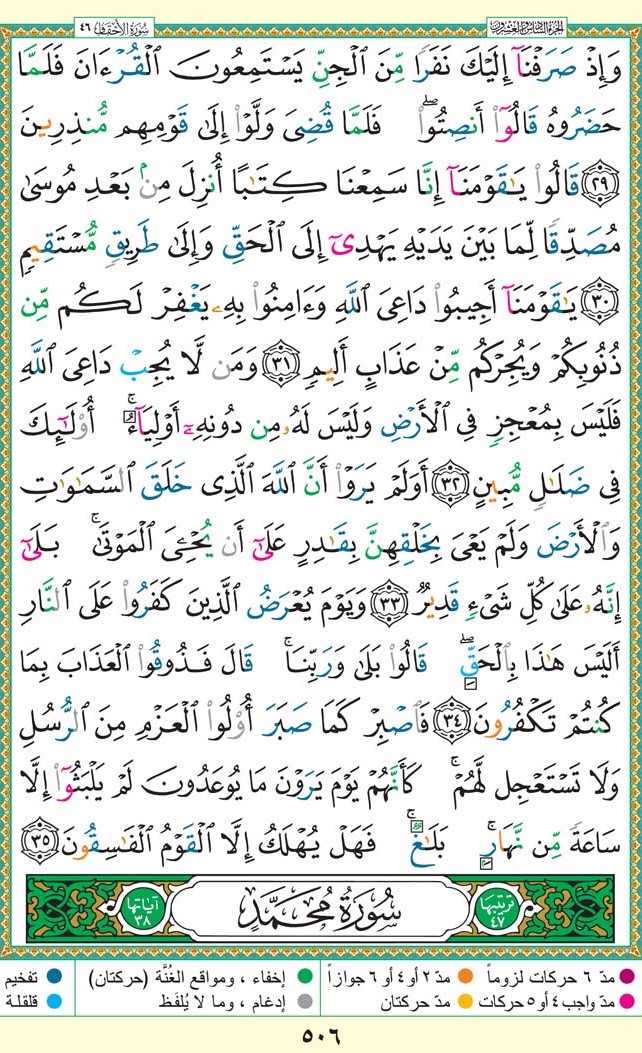 الجزء السادس والعشرون
سورة الأحقاف ٤٦
وَإِذْ صَرَفْنَآ إِلَيْكَ نَفَرًا مِّنَ ٱلْجِنِّ يَسْتَمِعُونَ ٱلْقُرْءَانَ فَلَمَّا
حَضَرُوهُ قَالُوٓا۟ أَنصِتُوا۟ ۖ فَلَمَّا قُضِىَ وَلَّوْا۟ إِلَىٰ قَوْمِهِم مُّنذِرِينَ
٢٩ قَالُوا۟ يَٰقَوْمَنَآ إِنَّا سَمِعْنَا كِتَٰبًا أُنزِلَ مِنۢ بَعْدِ مُوسَىٰ
مُصَدِّقًا لِّمَا بَيْنَ يَدَيْهِ يَهْدِىٓ إِلَى ٱلْحَقِّ وَإِلَىٰ طَرِيقٍ مُّسْتَقِيمٍ
٣٠ يَٰقَوْمَنَآ أَجِيبُوا۟ دَاعِىَ ٱللَّهِ وَءَامِنُوا۟ بِهِۦ يَغْفِرْ لَكُم مِّن
ذُنُوبِكُمْ وَيُجِرْكُم مِّنْ عَذَابٍ أَلِيمٍ ٣١ وَمَن لَّا يُجِبْ دَاعِىَ ٱللَّهِ
فَلَيْسَ بِمُعْجِزٍ فِى ٱلْأَرْضِ وَلَيْسَ لَهُۥ مِن دُونِهِۦٓ أَوْلِيَآءُ ۚ أُو۟لَٰٓئِكَ
فِى ضَلَٰلٍ مُّبِينٍ ٣٢ أَوَلَمْ يَرَوْا۟ أَنَّ ٱللَّهَ ٱلَّذِى خَلَقَ ٱلسَّمَٰوَٰتِ
وَٱلْأَرْضَ وَلَمْ يَعْىَ بِخَلْقِهِنَّ بِقَٰدِرٍ عَلَىٰٓ أَن يُحْـِۧىَ ٱلْمَوْتَىٰ ۚ بَلَىٰٓ
إِنَّهُۥ عَلَىٰ كُلِّ شَىْءٍ قَدِيرٌ ٣٣ وَيَوْمَ يُعْرَضُ ٱلَّذِينَ كَفَرُوا۟ عَلَى ٱلنَّارِ
أَلَيْسَ هَٰذَا بِٱلْحَقِّ ۖ قَالُوا۟ بَلَىٰ وَرَبِّنَا ۚ قَالَ فَذُوقُوا۟ ٱلْعَذَابَ بِمَا
كُنتُمْ تَكْفُرُونَ ٣٤ فَٱصْبِرْ كَمَا صَبَرَ أُو۟لُوا۟ ٱلْعَزْمِ مِنَ ٱلرُّسُلِ
وَلَا تَسْتَعْجِل لَّهُمْ ۚ كَأَنَّهُمْ يَوْمَ يَرَوْنَ مَا يُوعَدُونَ لَمْ يَلْبَثُوٓا۟ إِلَّا
سَاعَةً مِّن نَّهَارٍۭ ۚ بَلَٰغٌ ۚ فَهَلْ يُهْلَكُ إِلَّا ٱلْقَوْمُ ٱلْفَٰسِقُونَ ٣٥
ترتيبها ٤٧
سُورَةُ مُحَمَّدٍ
آياتها ٣٨
مدّ ٦ حركات لزوماً
مدّ ٢ أو ٤ أو ٦ جوازاً
إخفاء ، ومواقع الغُنَّة (حركتان)
تفخيم
مدّ واجب ٤ أو ٥ حركات
مدّ حركتان
إدغام ، وما لا يُلفَظ
قلقلة
٥٠٦